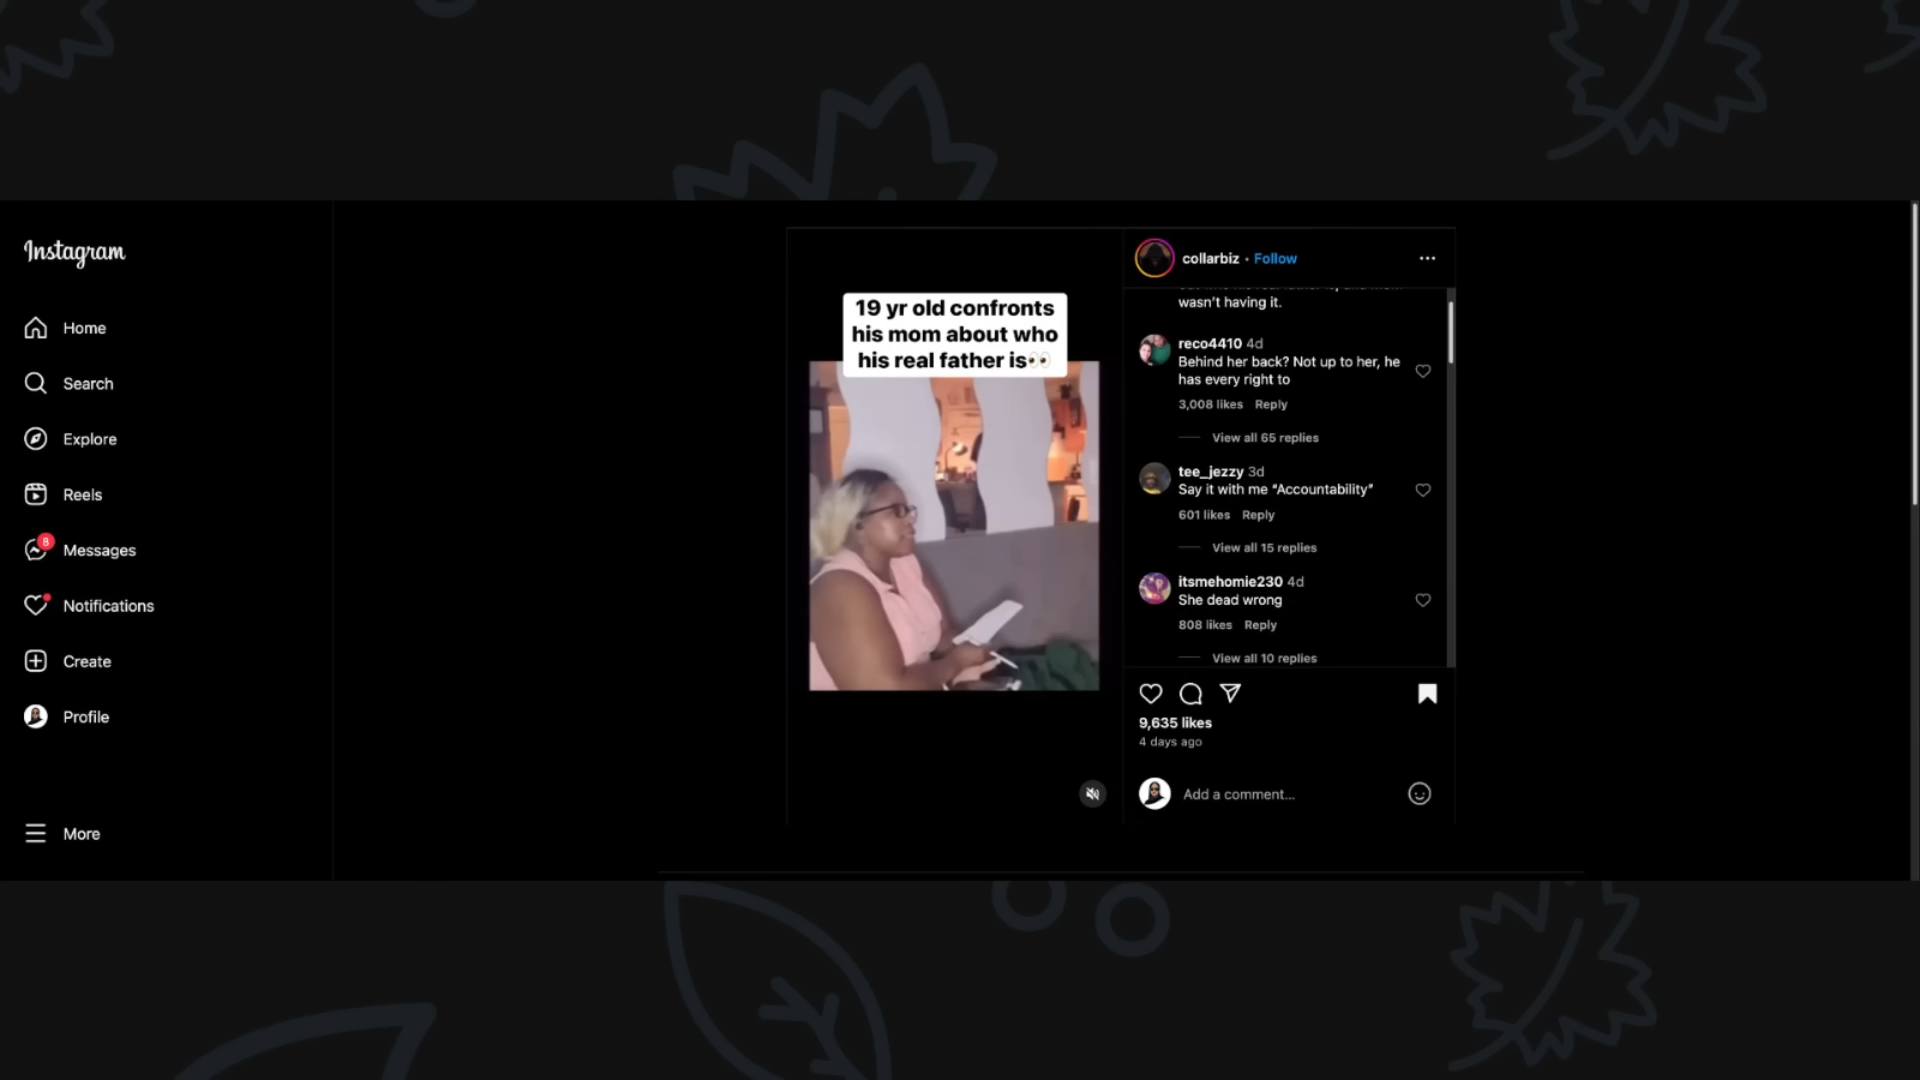 Instagram
Home
Search
Explore
Reels
8
Messages
Notifications
Create
Profile
More
19 yr old confronts
his mom about who
his real father is👀
collarbiz • Follow
wasn't having it.
reco4410 4d
Behind her back? Not up to her, he
has every right to
3,008 likes Reply
View all 65 replies
tee_jezzy 3d
Say it with me "Accountability"
601 likes Reply
View all 15 replies
itsmehomie230 4d
She dead wrong
808 likes Reply
View all 10 replies
9,635 likes
4 days ago
Add a comment...